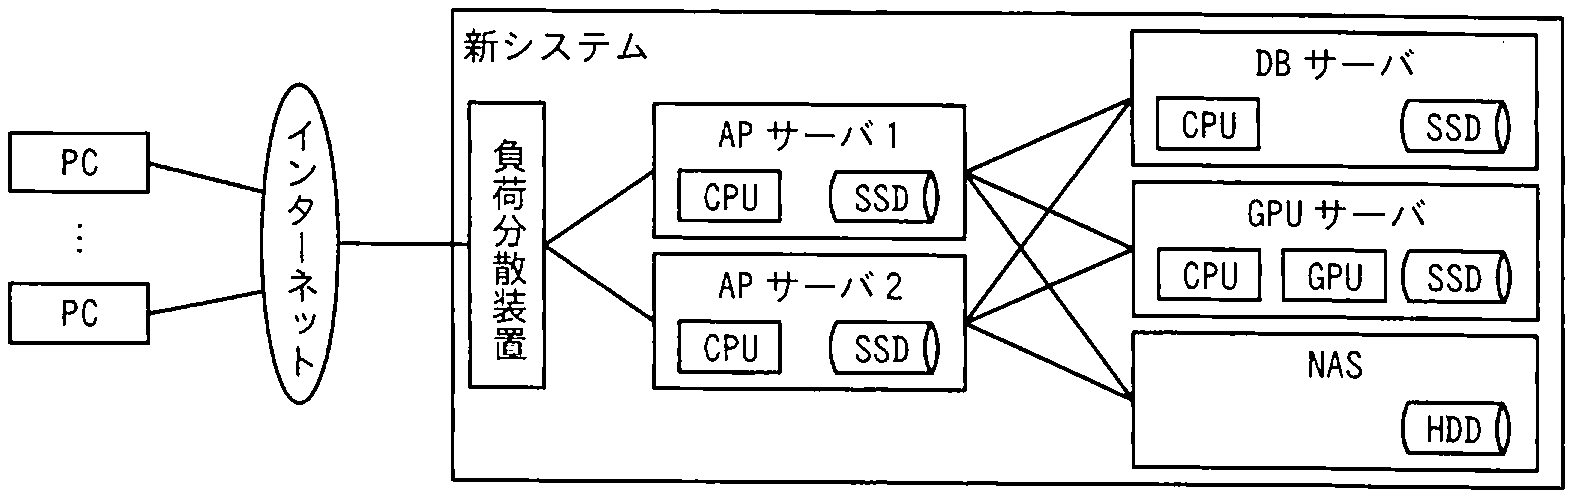 新システム
PC
⋮
PC
インターネット
負荷分散装置
AP サーバ 1
CPU
SSD
AP サーバ 2
CPU
SSD
DB サーバ
CPU
SSD
GPU サーバ
CPU
GPU
SSD
NAS
HDD